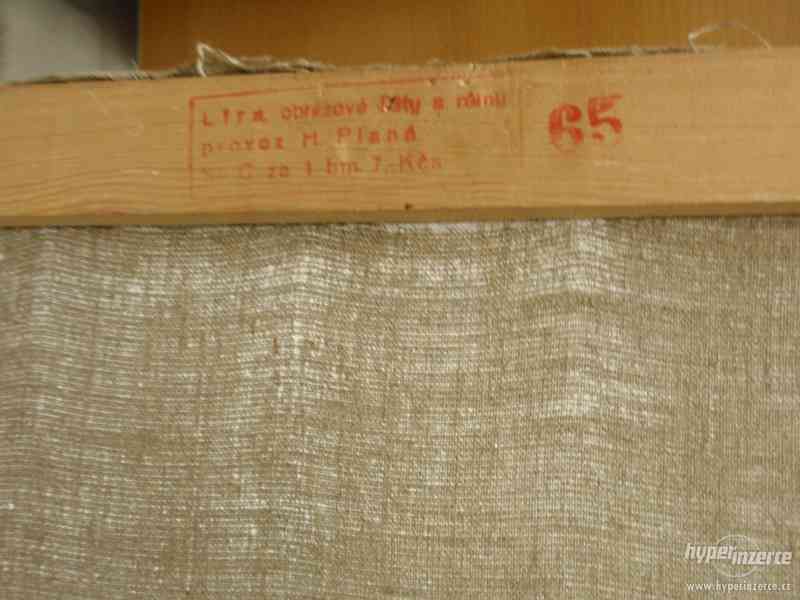 Lira obrazové lišty a rámy
provoz H. Planá
C za 1 bm 7. Kčs
65
hyperinzerce
www.hyperinzerce.cz